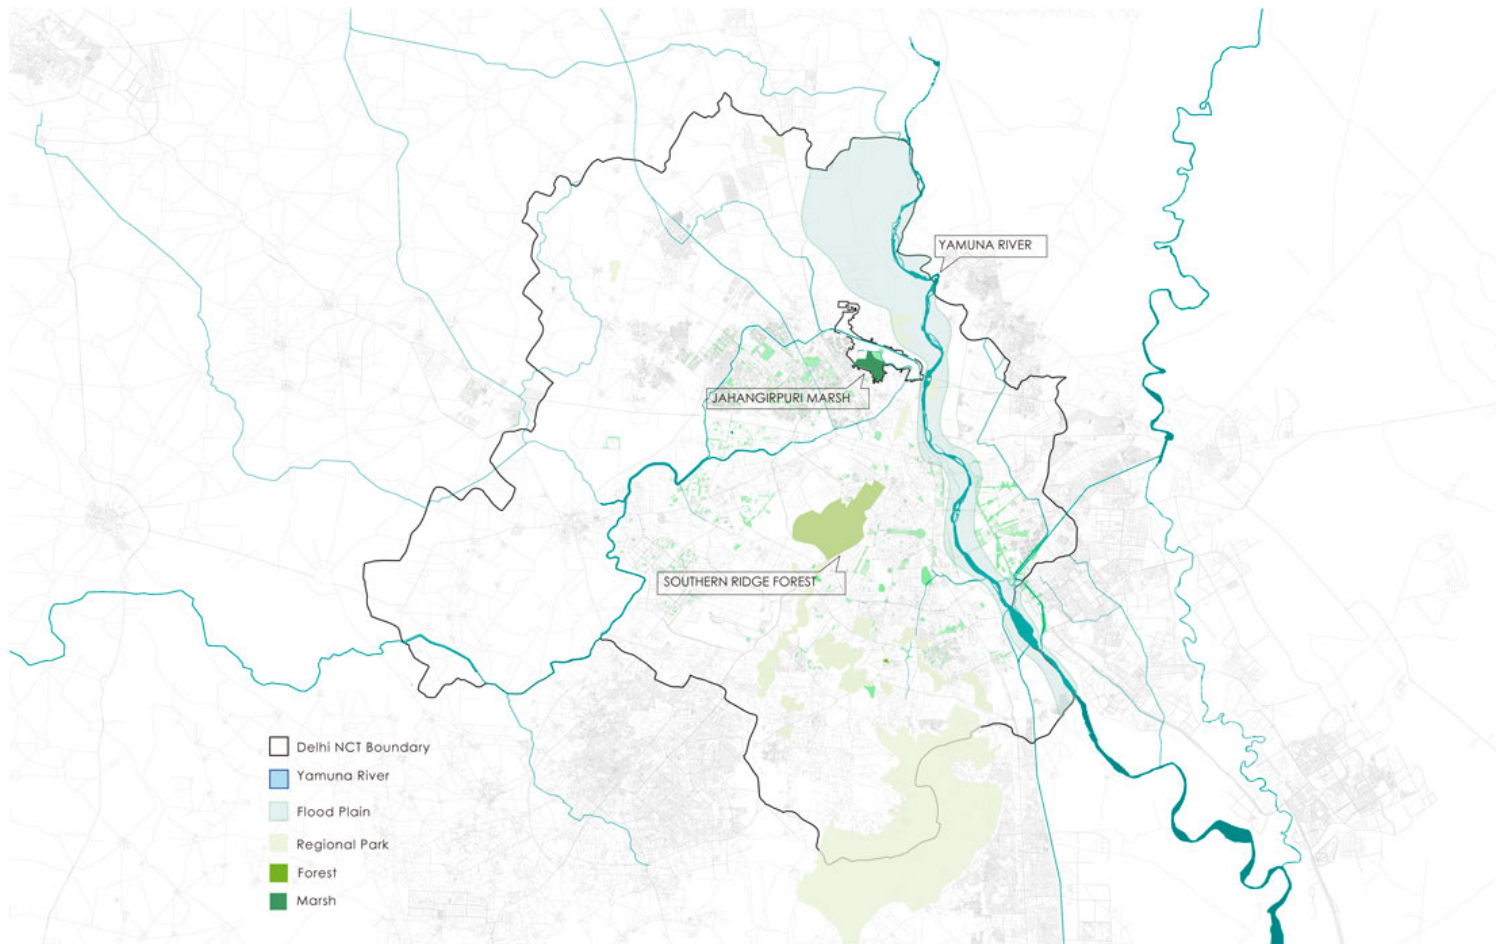 YAMUNA RIVER
JAHANGIRPURI MARSH
SOUTHERN RIDGE FOREST
Delhi NCT Boundary
Yamuna River
Flood Plain
Regional Park
Forest
Marsh